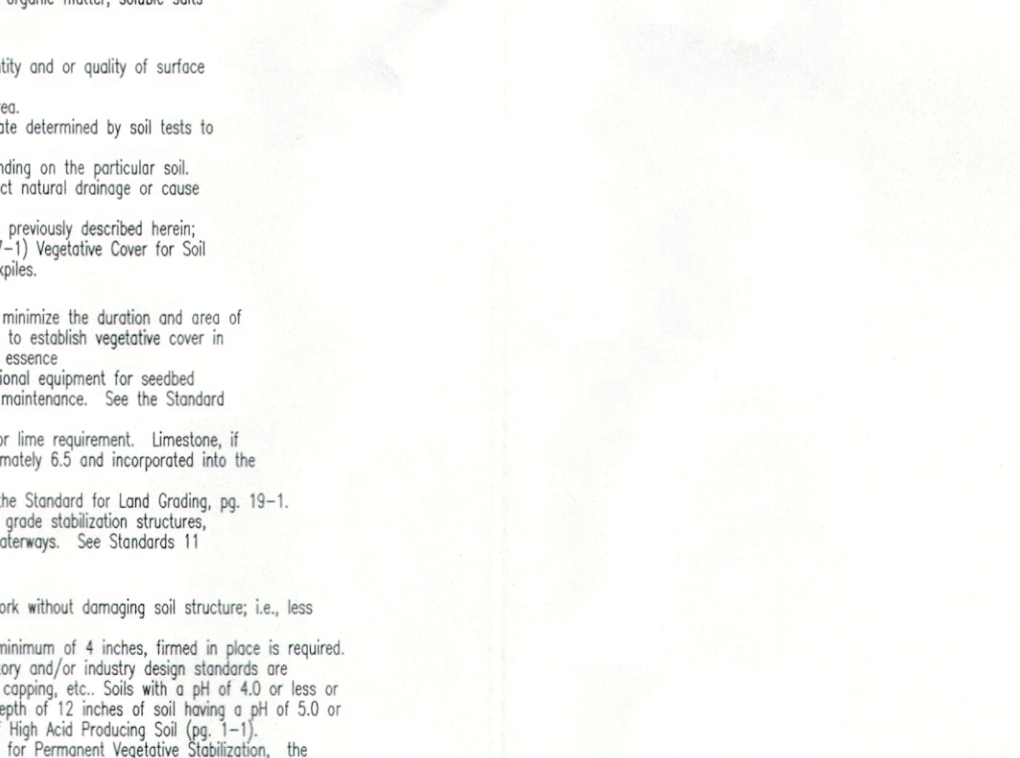 organic matter, soluble salts
tity and or quality of surface
ea.
ate determined by soil tests to
nding on the particular soil.
ct natural drainage or cause
previously described herein;
7-1) Vegetative Cover for Soil
kpiles.
minimize the duration and area of
to establish vegetative cover in
essence
ional equipment for seedbed
maintenance. See the Standard
or lime requirement. Limestone, if
mately 6.5 and incorporated into the
the Standard for Land Grading, pg. 19-1.
grade stabilization structures,
aterways. See Standards 11
ork without damaging soil structure; i.e., less
minimum of 4 inches, firmed in place is required.
ory and/or industry design standards are
capping, etc.. Soils with a pH of 4.0 or less or
epth of 12 inches of soil having a pH of 5.0 or
High Acid Producing Soil (pg. 1-1).
for Permanent Vegetative Stabilization, the